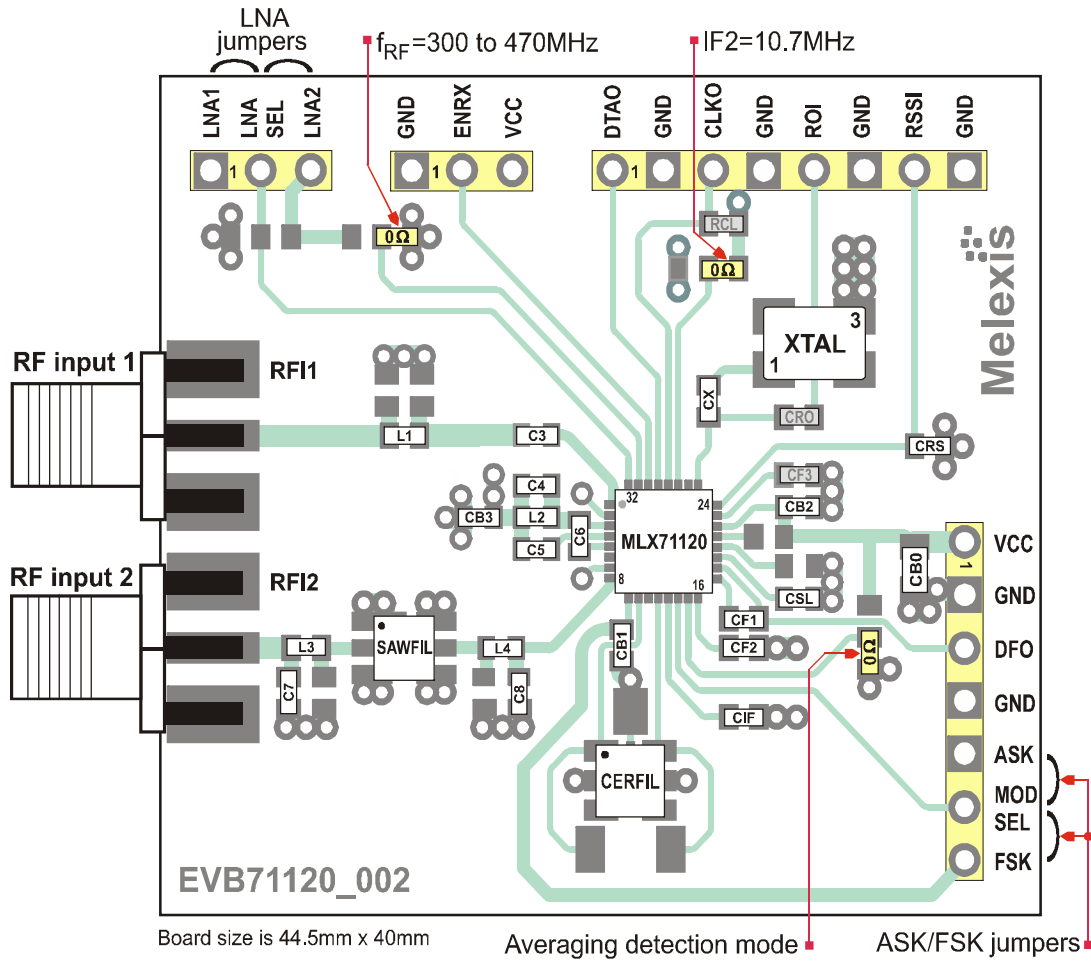 LNA
jumpers
fRF=300 to 470MHz
IF2=10.7MHz
LNA1
LNA
SEL
LNA2
GND
ENRX
VCC
DTAO
GND
CLKO
GND
ROI
GND
RSSI
GND
1
1
1
0Ω
RCL
0Ω
Melexis
3
XTAL
1
RF input 1
RFI1
CX
CRO
L1
C3
CRS
C4
32
24
CF3
CB3
L2
C6
MLX71120
CB2
C5
8
16
CSL
CB0
VCC
1
GND
RF input 2
RFI2
CF1
L3
SAWFIL
L4
CB1
CF2
0Ω
DFO
C7
C8
CIF
GND
CERFIL
ASK
MOD
SEL
FSK
EVB71120_002
Board size is 44.5mm x 40mm
Averaging detection mode
ASK/FSK jumpers